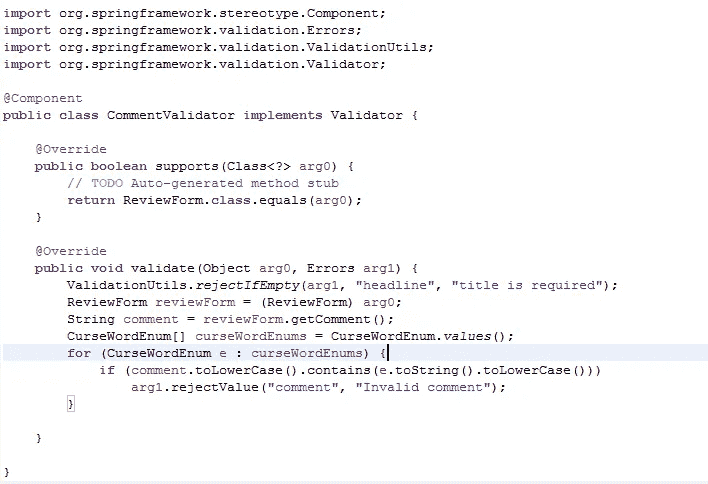 import org.springframework.stereotype.Component;
import org.springframework.validation.Errors;
import org.springframework.validation.ValidationUtils;
import org.springframework.validation.Validator;

@Component
public class CommentValidator implements Validator {

    @Override
    public boolean supports(Class<?> arg0) {
        // TODO Auto-generated method stub
        return ReviewForm.class.equals(arg0);
    }

    @Override
    public void validate(Object arg0, Errors arg1) {
        ValidationUtils.rejectIfEmpty(arg1, "headline", "title is required");
        ReviewForm reviewForm = (ReviewForm) arg0;
        String comment = reviewForm.getComment();
        CurseWordEnum[] curseWordEnums = CurseWordEnum.values();
        for (CurseWordEnum e : curseWordEnums) {
            if (comment.toLowerCase().contains(e.toString().toLowerCase()))
                arg1.rejectValue("comment", "Invalid comment");
        }

    }

}